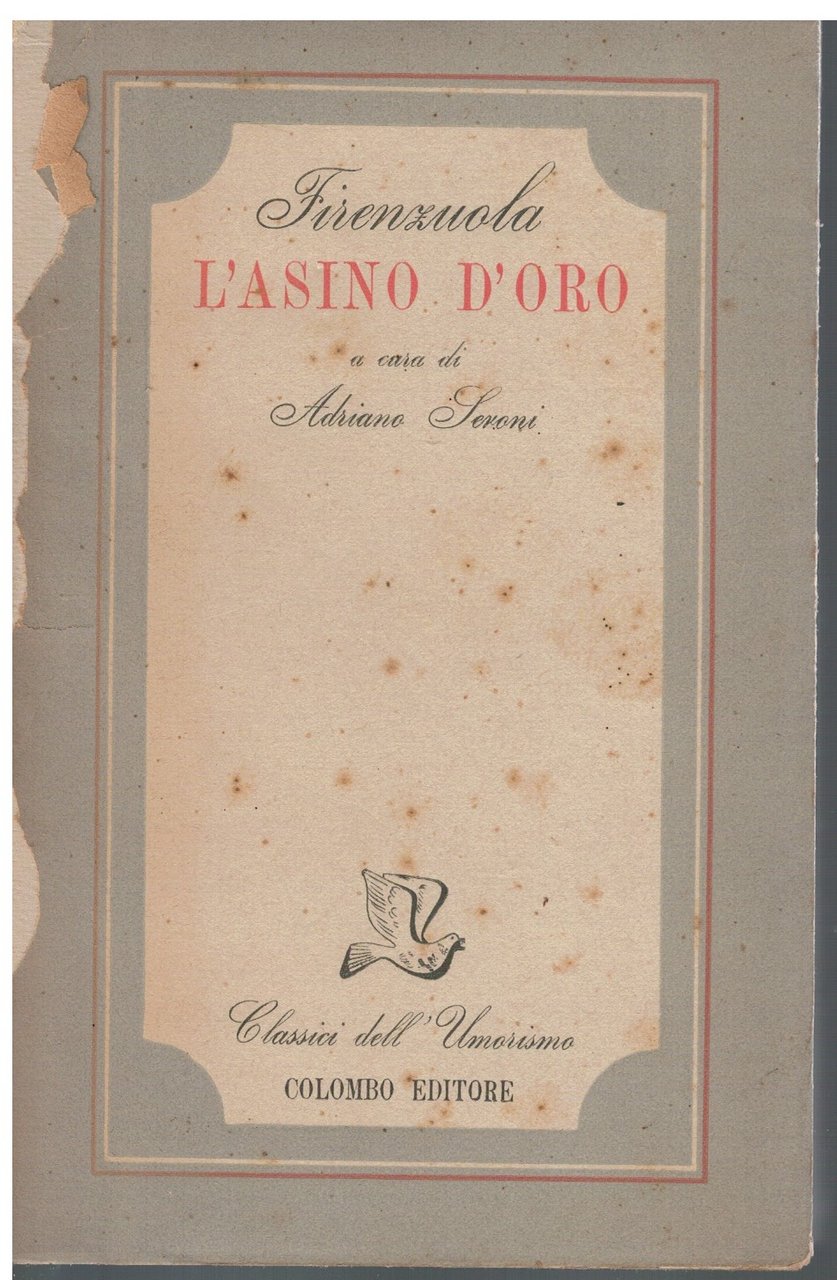 Firenzuola
L'ASINO D'ORO
a cura di
Adriano Seroni
Classici dell' Umorismo
COLOMBO EDITORE